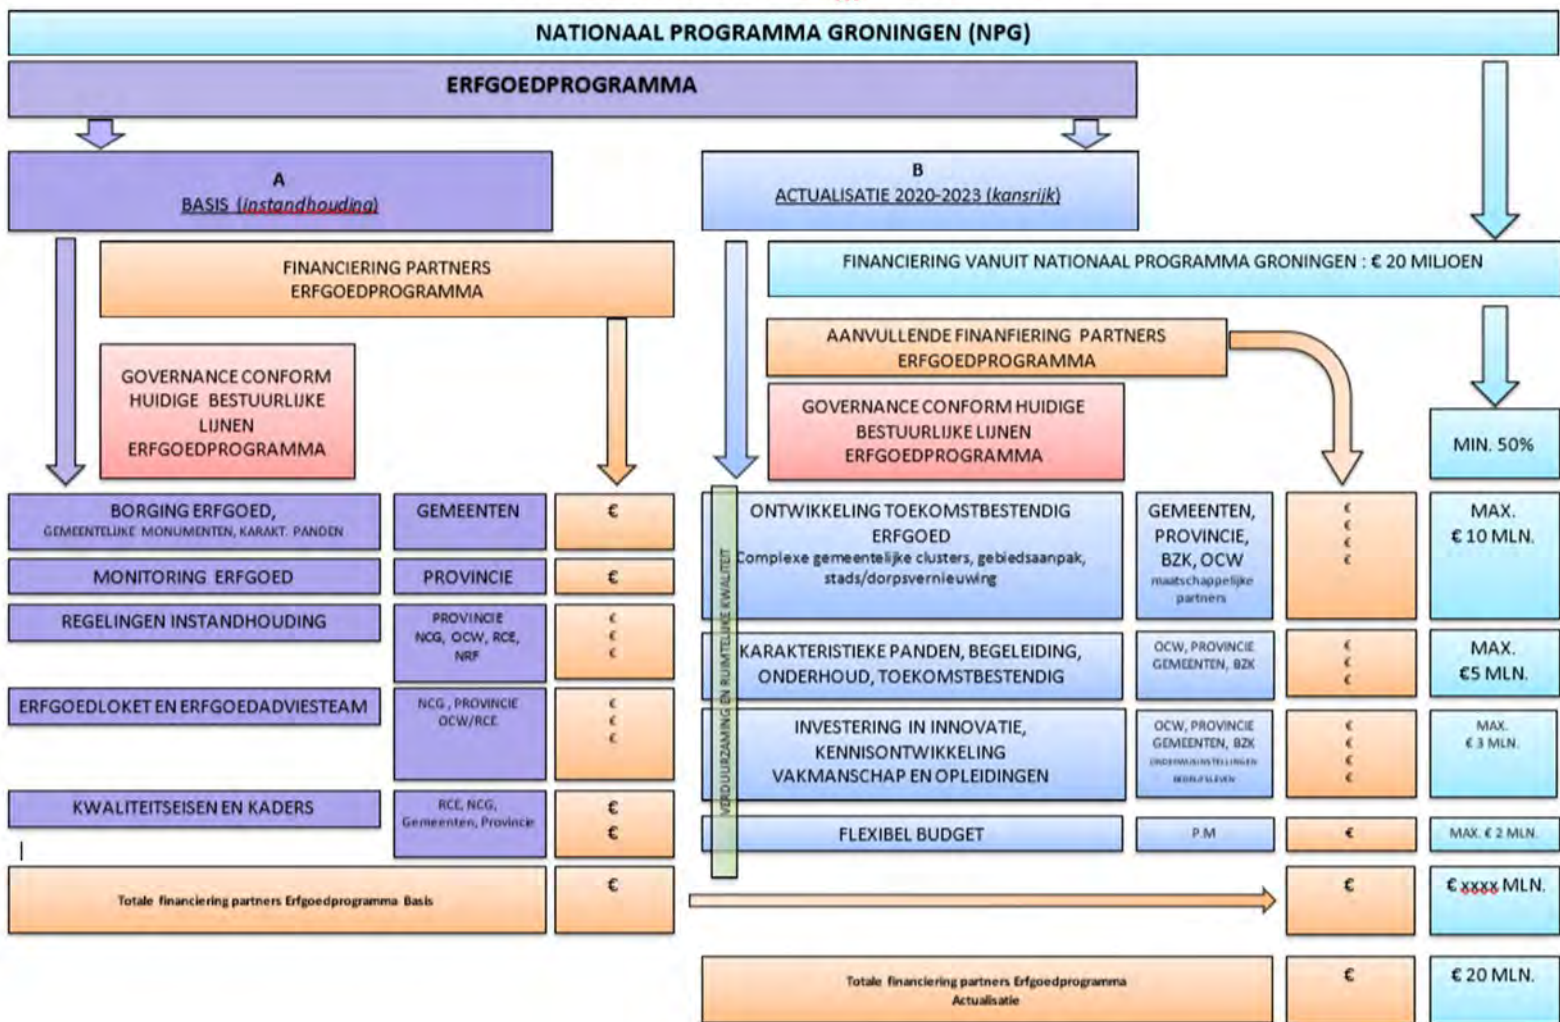 NATIONAAL PROGRAMMA GRONINGEN (NPG)
ERFGOEDPROGRAMMA
A
BASIS (instandhouding)
B
ACTUALISATIE 2020-2023 (kansrijk)
FINANCIERING PARTNERS
ERFGOEDPROGRAMMA
FINANCIERING VANUIT NATIONAAL PROGRAMMA GRONINGEN : € 20 MILJOEN
AANVULLENDE FINANFIERING PARTNERS
ERFGOEDPROGRAMMA
GOVERNANCE CONFORM
HUIDIGE BESTUURLIJKE
LIJNEN
ERFGOEDPROGRAMMA
GOVERNANCE CONFORM HUIDIGE
BESTUURLIJKE LIJNEN
ERFGOEDPROGRAMMA
MIN. 50%
BORGING ERFGOED,
GEMEENTELIJKE MONUMENTEN, KARAKT. PANDEN
GEMEENTEN
€
MONITORING ERFGOED
PROVINCIE
€
REGELINGEN INSTANDHOUDING
PROVINCIE
NCG, OCW, RCE,
NRF
€
€
€
ERFGOEDLOKET EN ERFGOEDADVIESTEAM
NCG , PROVINCIE
OCW/RCE
€
€
€
KWALITEITSEISEN EN KADERS
RCE, NCG,
Gemeenten, Provincie
€
€
Totale financiering partners Erfgoedprogramma Basis
€
VERDUURZAMING EN RUIMTELIJKE KWALITEIT
ONTWIKKELING TOEKOMSTBESTENDIG
ERFGOED
Complexe gemeentelijke clusters, gebiedsaanpak,
stads/dorpsvernieuwing
GEMEENTEN,
PROVINCIE,
BZK, OCW
maatschappelijke
partners
€
€
€
€
MAX.
€ 10 MLN.
KARAKTERISTIEKE PANDEN, BEGELEIDING,
ONDERHOUD, TOEKOMSTBESTENDIG
OCW, PROVINCIE
GEMEENTEN, BZK
€
€
€
MAX.
€5 MLN.
INVESTERING IN INNOVATIE,
KENNISONTWIKKELING
VAKMANSCHAP EN OPLEIDINGEN
OCW, PROVINCIE
GEMEENTEN, BZK
ONDERWIJSINSTELLINGEN
BEDRIJFSLEVEN
€
€
€
€
MAX.
€ 3 MLN.
FLEXIBEL BUDGET
P.M
€
MAX. € 2 MLN.
€
€ xxxx MLN.
Totale financiering partners Erfgoedprogramma
Actualisatie
€
€ 20 MLN.